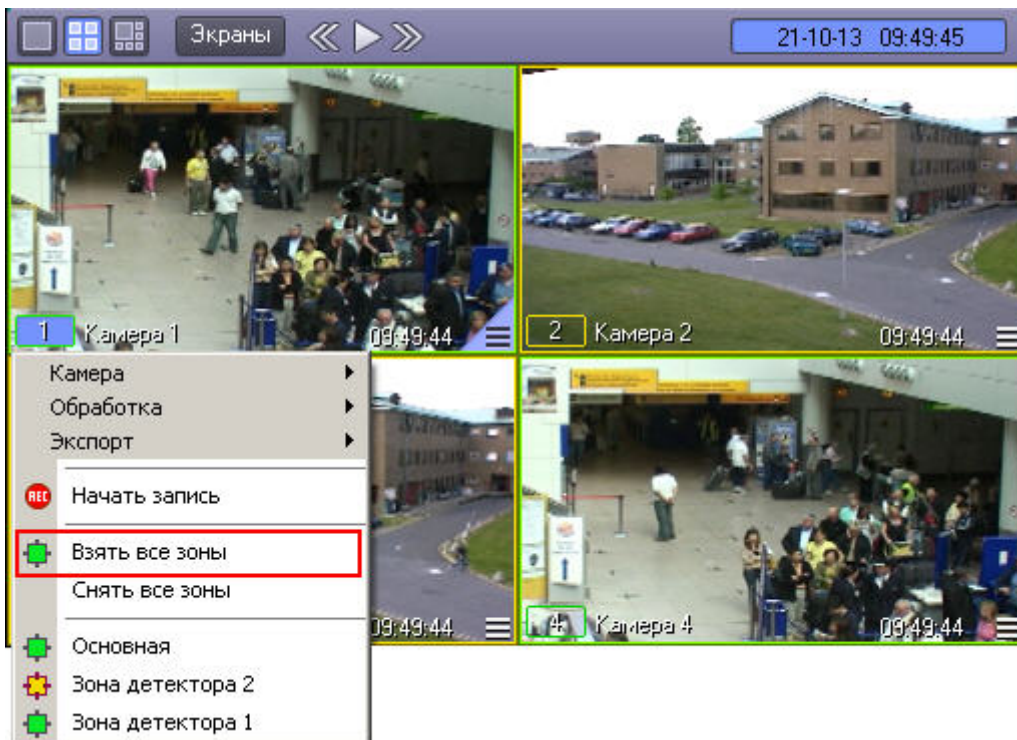 Экраны
21-10-13 09:49:45
1 Камера 1 09:49:44
2 Камера 2 09:49:44
Камера
Обработка
Экспорт
REC Начать запись
Взять все зоны
Снять все зоны
Основная
Зона детектора 2
Зона детектора 1
09:49:44
4 Камера 4 09:49:44